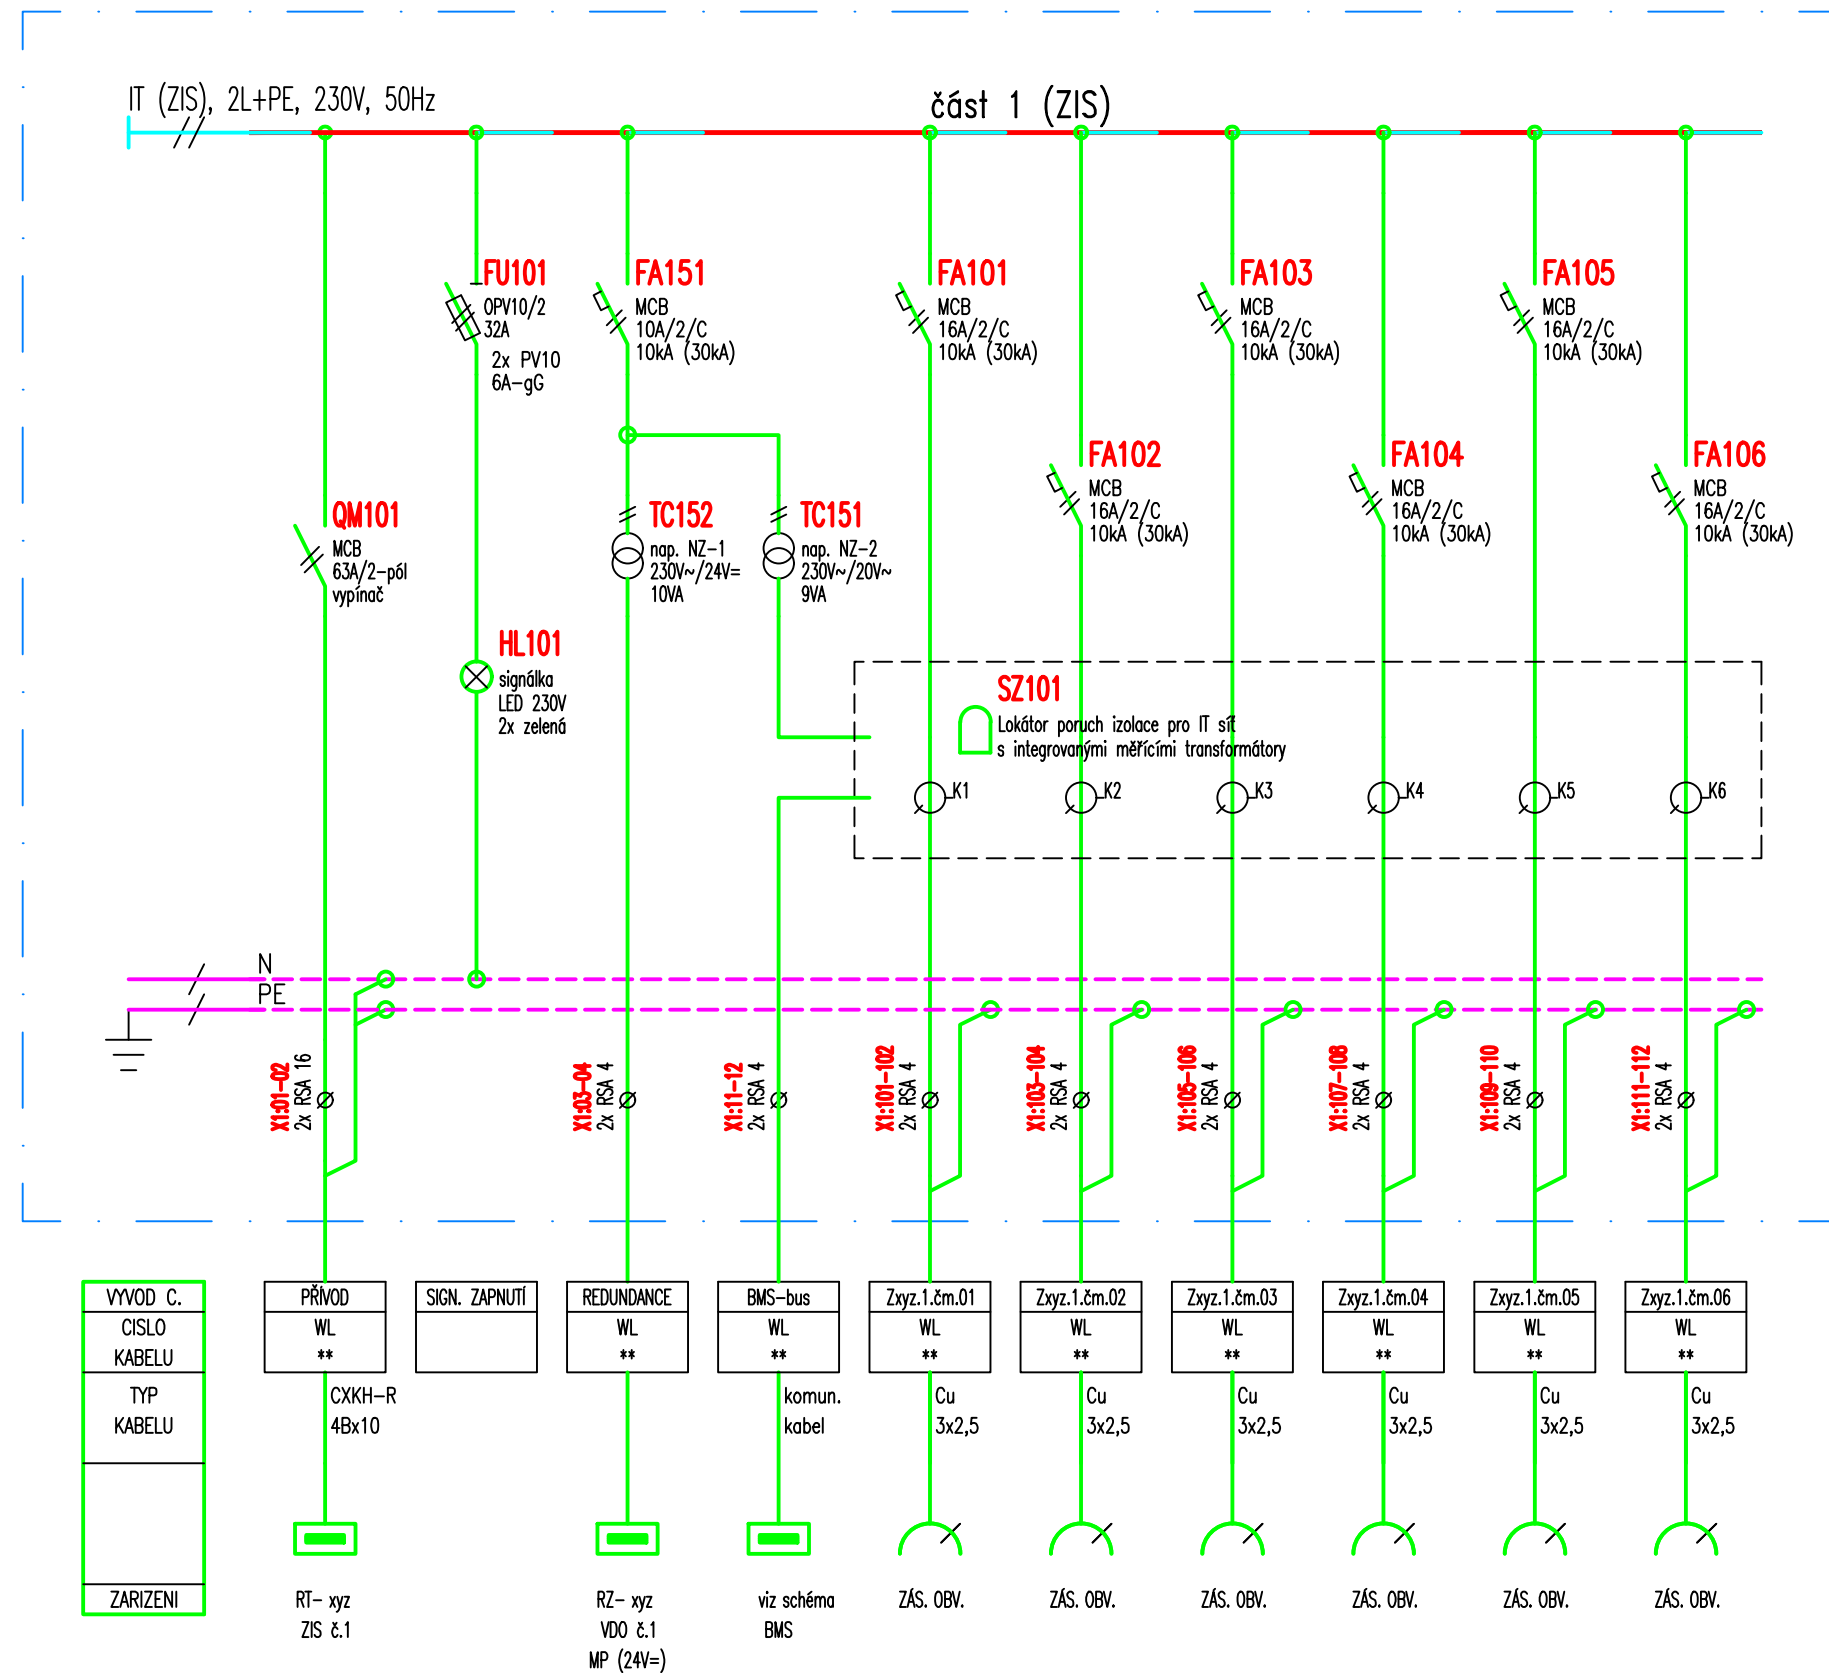 IT (ZIS), 2L+PE, 230V, 50Hz
část 1 (ZIS)
FU101
OPV10/2
32A
2x PV10
6A-gG
FA151
MCB
10A/2/C
10kA (30kA)
FA101
MCB
16A/2/C
10kA (30kA)
FA103
MCB
16A/2/C
10kA (30kA)
FA105
MCB
16A/2/C
10kA (30kA)
FA102
MCB
16A/2/C
10kA (30kA)
FA104
MCB
16A/2/C
10kA (30kA)
FA106
MCB
16A/2/C
10kA (30kA)
QM101
MCB
63A/2-pól
vypínač
TC152
nap. NZ-1
230V~/24V=
10VA
TC151
nap. NZ-2
230V~/20V~
9VA
HL101
signálka
LED 230V
2x zelená
SZ101
Lokátor poruch izolace pro IT síť
s integrovanými měřícími transformátory
K1
K2
K3
K4
K5
K6
N
PE
X1:01-02
2x RSA 16
X1:03-04
2x RSA 4
X1:11-12
2x RSA 4
X1:101-102
2x RSA 4
X1:103-104
2x RSA 4
X1:105-106
2x RSA 4
X1:107-108
2x RSA 4
X1:109-110
2x RSA 4
X1:111-112
2x RSA 4
VYVOD C.
CISLO
KABELU
TYP
KABELU
ZARIZENI
PŘÍVOD
WL
**
CXKH-R
4Bx10
RT- xyz
ZIS č.1
SIGN. ZAPNUTÍ
REDUNDANCE
WL
**
RZ- xyz
VDO č.1
MP (24V=)
BMS-bus
WL
**
komun.
kabel
viz schéma
BMS
Zxyz.1.čm.01
WL
**
Cu
3x2,5
ZÁS. OBV.
Zxyz.1.čm.02
WL
**
Cu
3x2,5
ZÁS. OBV.
Zxyz.1.čm.03
WL
**
Cu
3x2,5
ZÁS. OBV.
Zxyz.1.čm.04
WL
**
Cu
3x2,5
ZÁS. OBV.
Zxyz.1.čm.05
WL
**
Cu
3x2,5
ZÁS. OBV.
Zxyz.1.čm.06
WL
**
Cu
3x2,5
ZÁS. OBV.